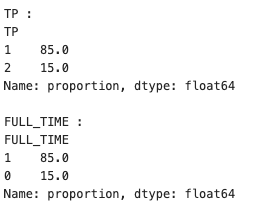 TP :
TP
1    85.0
2    15.0
Name: proportion, dtype: float64

FULL_TIME :
FULL_TIME
1    85.0
0    15.0
Name: proportion, dtype: float64